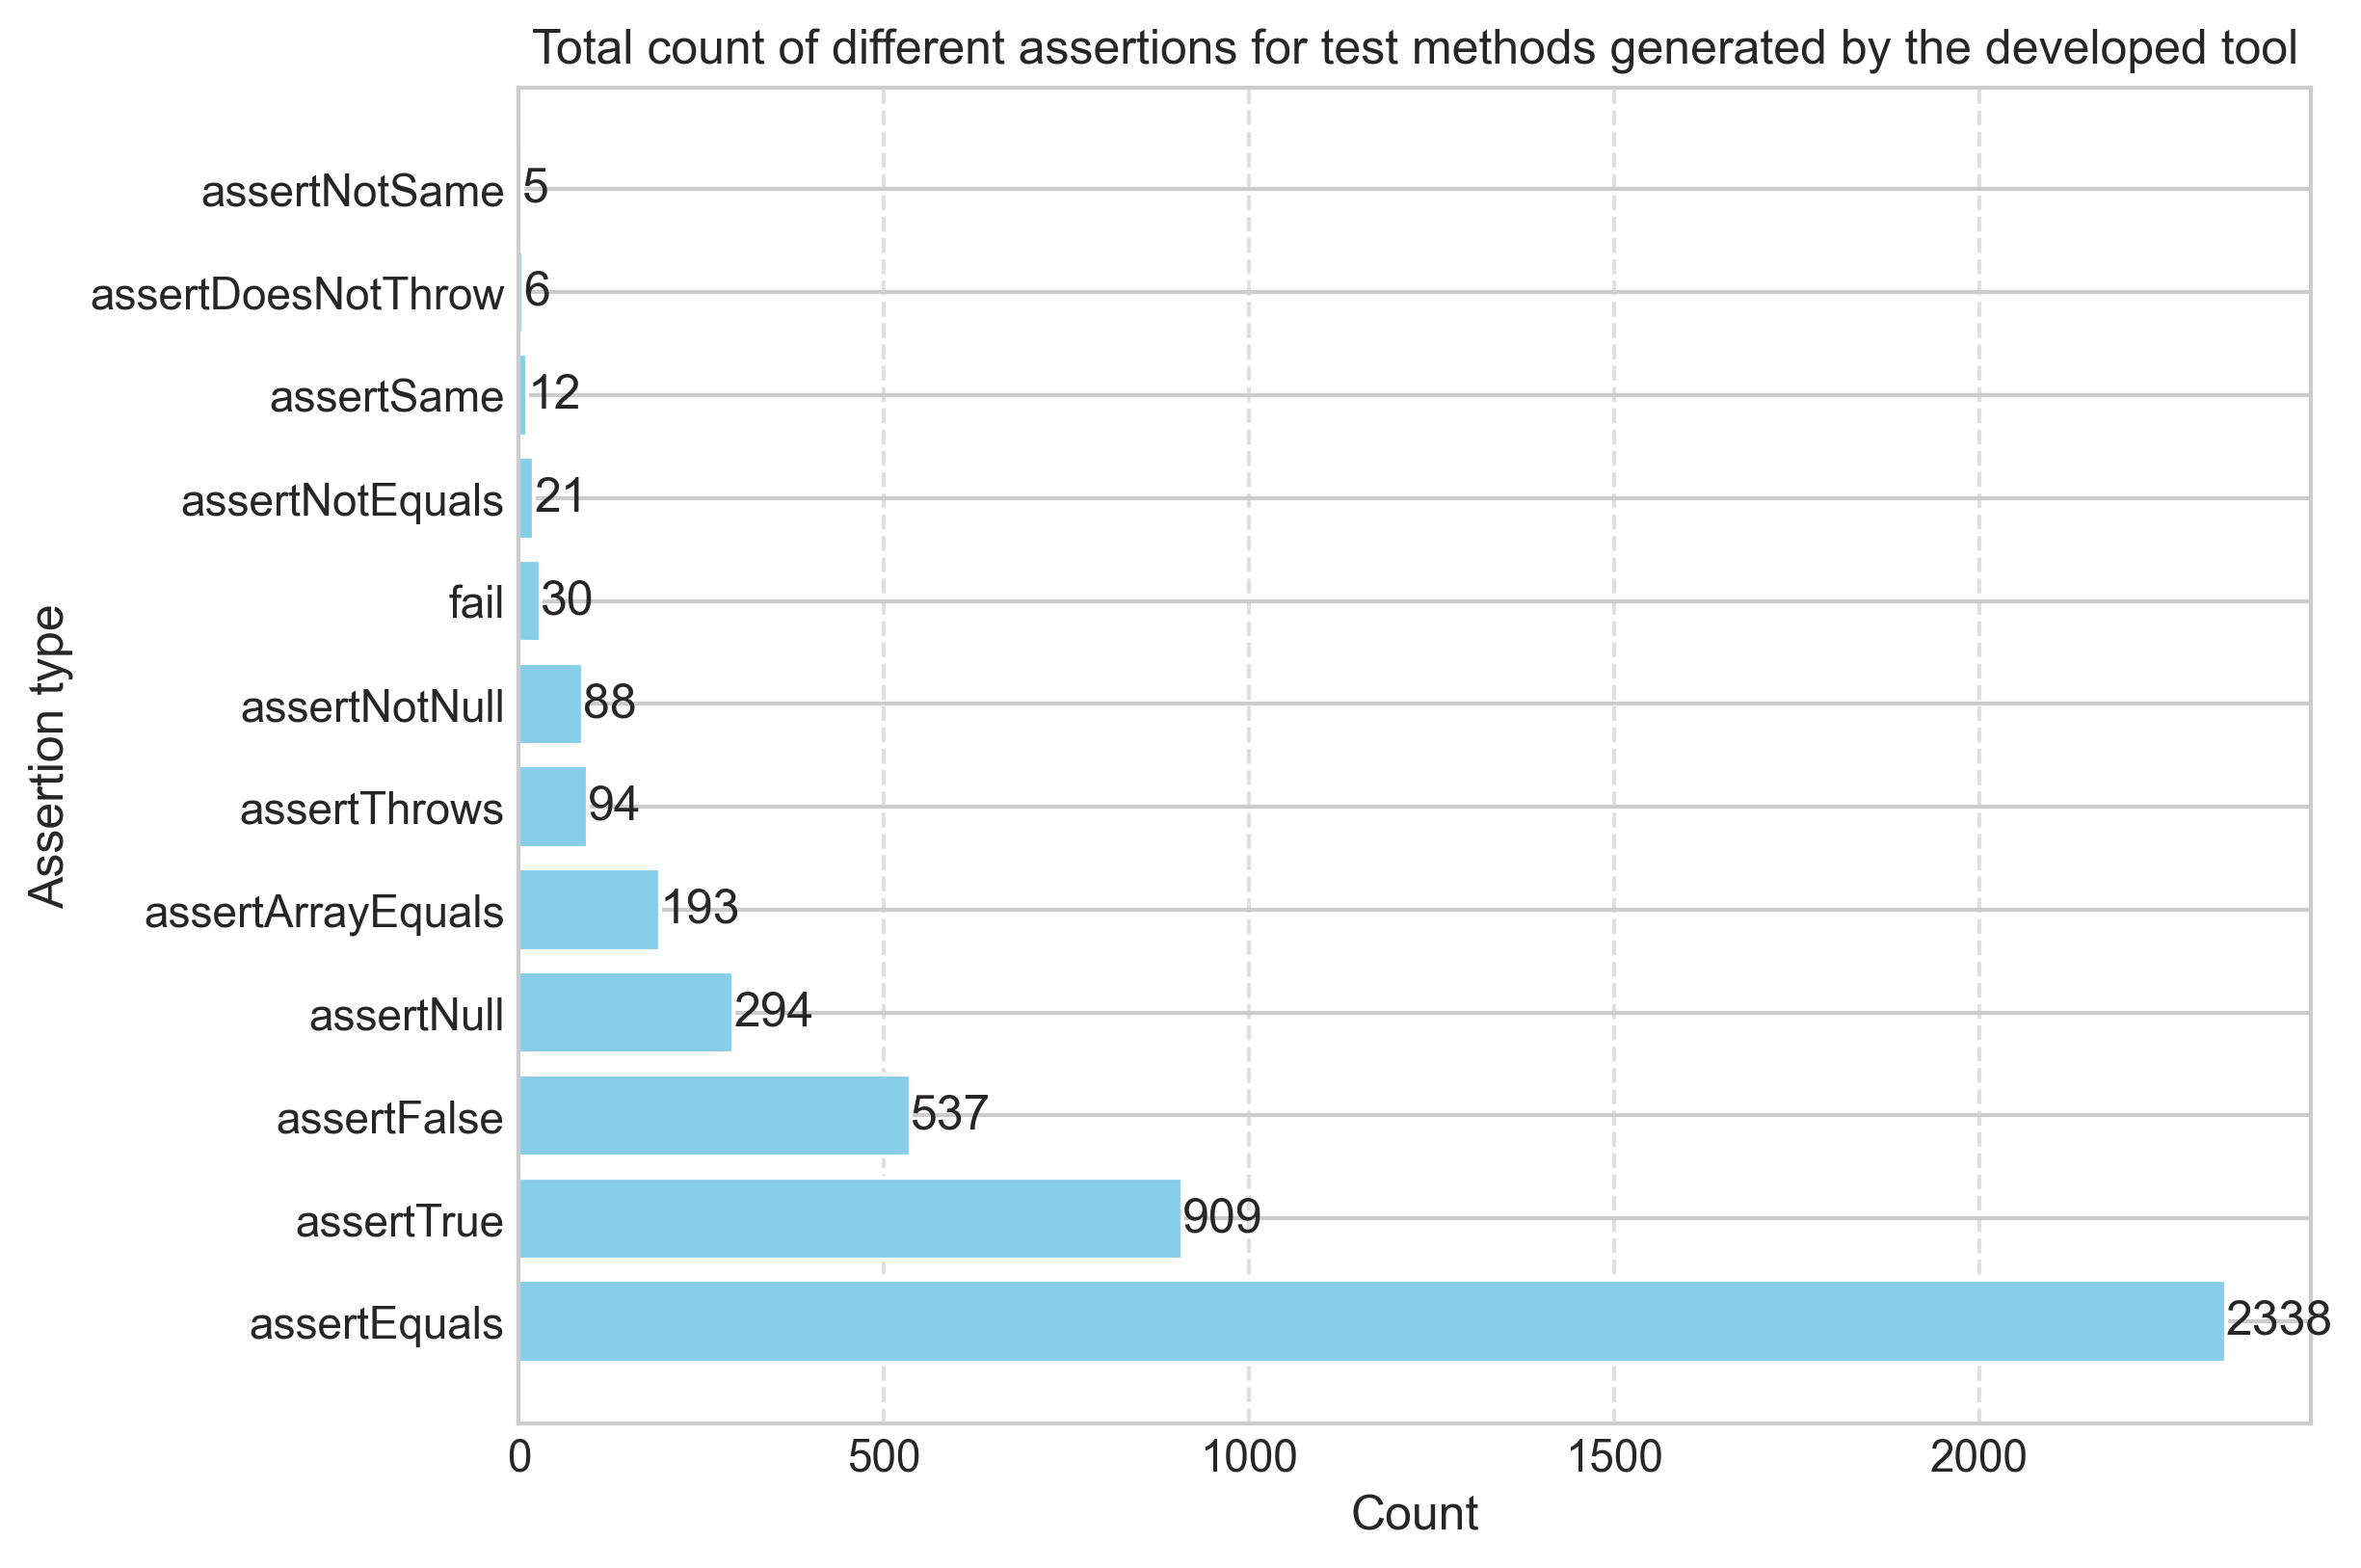 Total count of different assertions for test methods generated by the developed tool
assertNotSame 5
assertDoesNotThrow 6
assertSame 12
assertNotEquals 21
fail 30
assertNotNull 88
assertThrows 94
assertArrayEquals 193
assertNull 294
assertFalse 537
assertTrue 909
assertEquals 2338
Assertion type
0 500 1000 1500 2000
Count